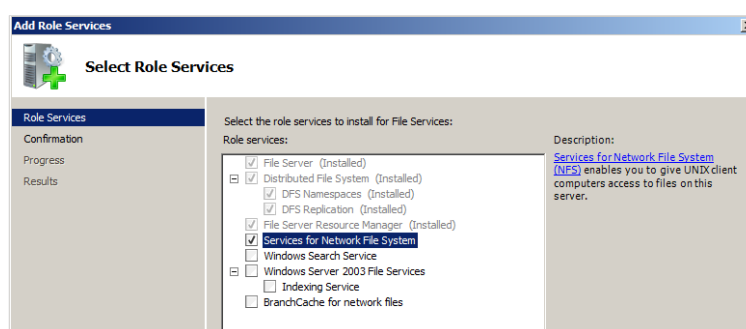 Add Role Services
Select Role Services
Role Services
Confirmation
Progress
Results
Select the role services to install for File Services:
Role services:
File Server (Installed)
Distributed File System (Installed)
DFS Namespaces (Installed)
DFS Replication (Installed)
File Server Resource Manager (Installed)
Services for Network File System
Windows Search Service
Windows Server 2003 File Services
Indexing Service
BranchCache for network files
Description:
Services for Network File System
(NFS) enables you to give UNIX client
computers access to files on this
server.